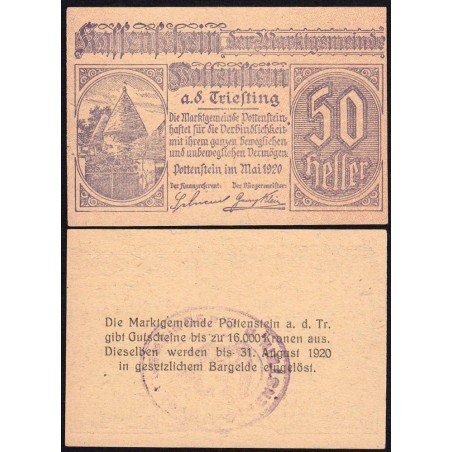 Kassenschein der Marktgemeinde
Pottenstein
a.d. Triesting
Die Marktgemeinde Pottenstein
haftet für die Verbindlichkeit
mit ihrem ganzen beweglichen
und unbeweglichen Vermögen.
Pottenstein im Mai 1920
Der Finanzreferent: Der Bürgermeister:
50
Heller
Die Marktgemeinde Pottenstein a. d. Tr.
gibt Gutscheine bis zu 16.000 Kronen aus.
Dieselben werden bis 31. August 1920
in gesetzlichem Bargelde eingelöst.